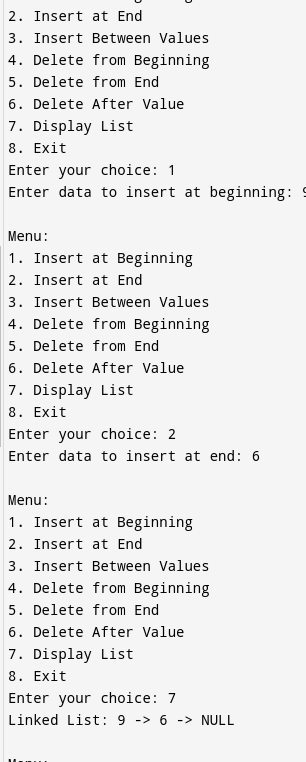 2. Insert at End
3. Insert Between Values
4. Delete from Beginning
5. Delete from End
6. Delete After Value
7. Display List
8. Exit
Enter your choice: 1
Enter data to insert at beginning: 9

Menu:
1. Insert at Beginning
2. Insert at End
3. Insert Between Values
4. Delete from Beginning
5. Delete from End
6. Delete After Value
7. Display List
8. Exit
Enter your choice: 2
Enter data to insert at end: 6

Menu:
1. Insert at Beginning
2. Insert at End
3. Insert Between Values
4. Delete from Beginning
5. Delete from End
6. Delete After Value
7. Display List
8. Exit
Enter your choice: 7
Linked List: 9 -> 6 -> NULL

Menu: